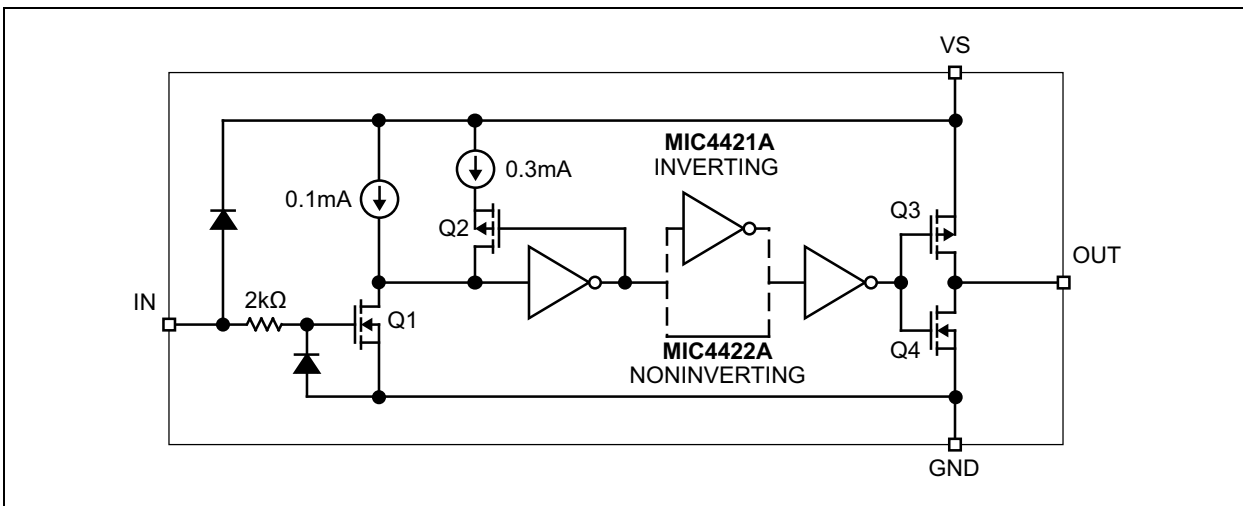 VS
MIC4421A
INVERTING
0.3mA
0.1mA
Q3
Q2
OUT
IN
2kΩ
Q1
Q4
MIC4422A
NONINVERTING
GND